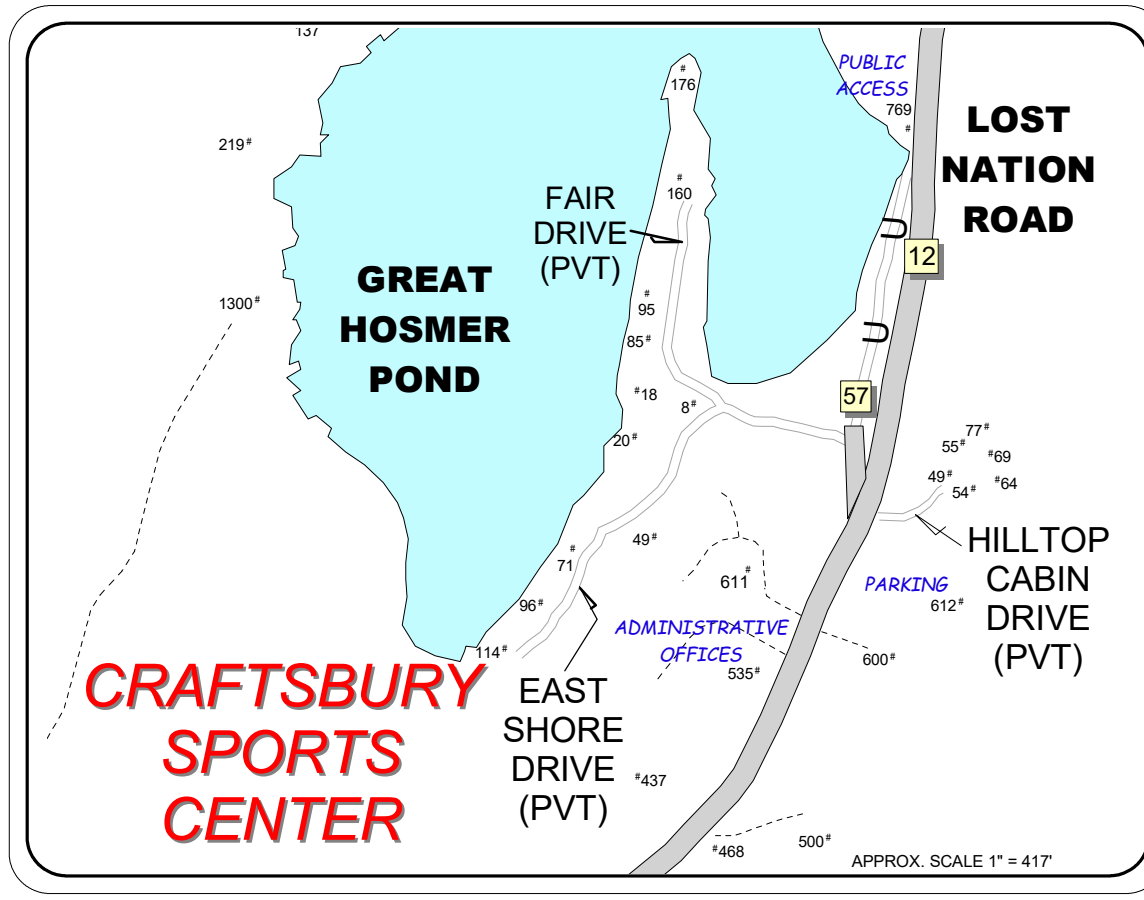 137
PUBLIC
ACCESS
769
#
LOST
NATION
ROAD
#
176
219#
#
160
FAIR
DRIVE
(PVT)
U
12
GREAT
HOSMER
POND
1300#
#
95
85#
U
57
#18
8#
20#
77#
55#
#69
49#
54#
#64
49#
#
71
HILLTOP
CABIN
DRIVE
(PVT)
#
611
PARKING
612#
96#
ADMINISTRATIVE
OFFICES
114#
535#
600#
CRAFTSBURY
SPORTS
CENTER
EAST
SHORE
DRIVE
(PVT)
#437
#468
500#
APPROX. SCALE 1" = 417'